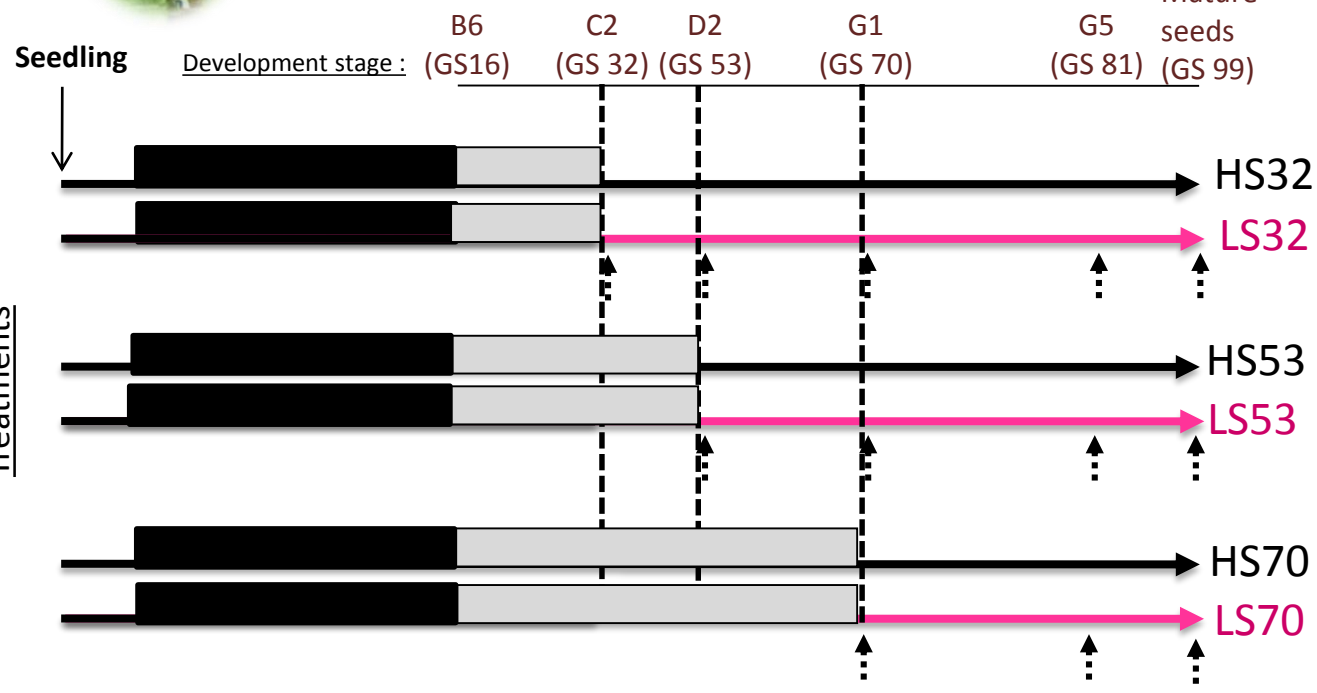 Mature
B6 C2 D2 G1 G5 seeds
Seedling Development stage : (GS16) (GS 32) (GS 53) (GS 70) (GS 81) (GS 99)
HS32
LS32
Treatments
HS53
LS53
HS70
LS70